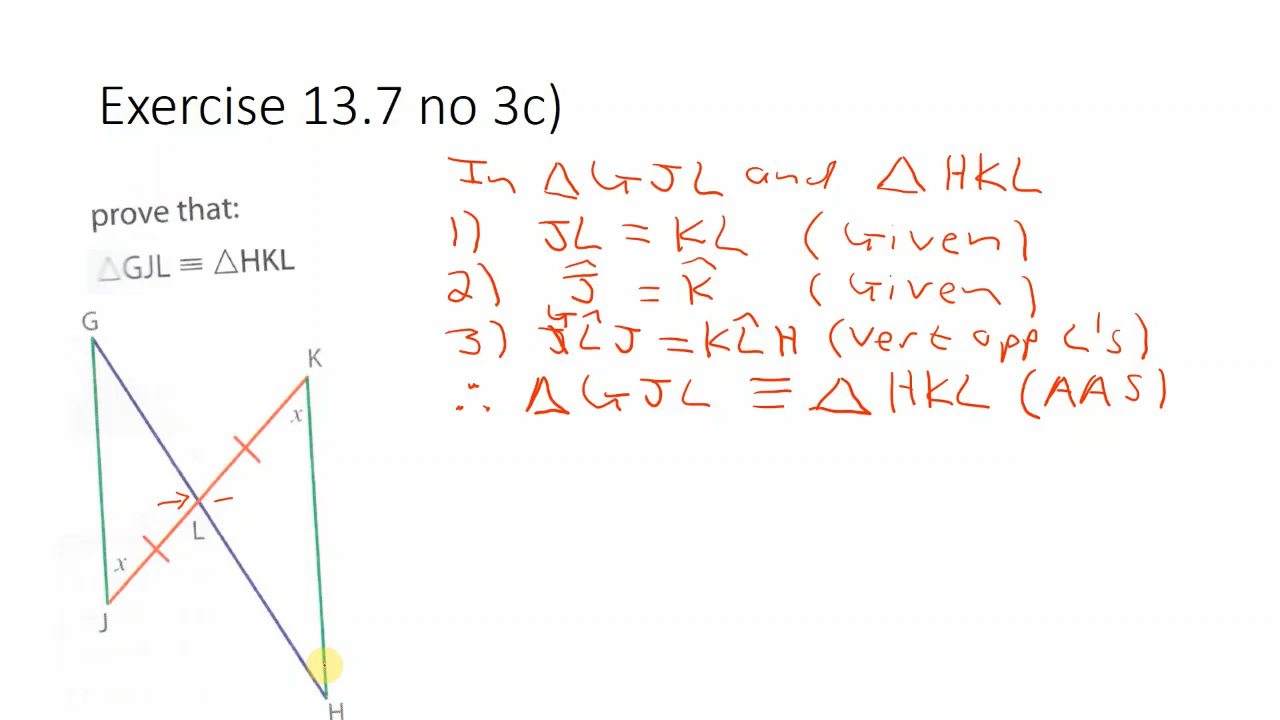 Exercise 13.7 no 3c)
In △GJL and △HKL
prove that:
1) JL = KL (Given)
△GJL ≡ △HKL
2) Ĵ = K̂ (Given)
3) GL̂J = KL̂H (vert opp L's)
∴ △GJL ≡ △HKL (AAS)
G
K
x
L
x
J
H